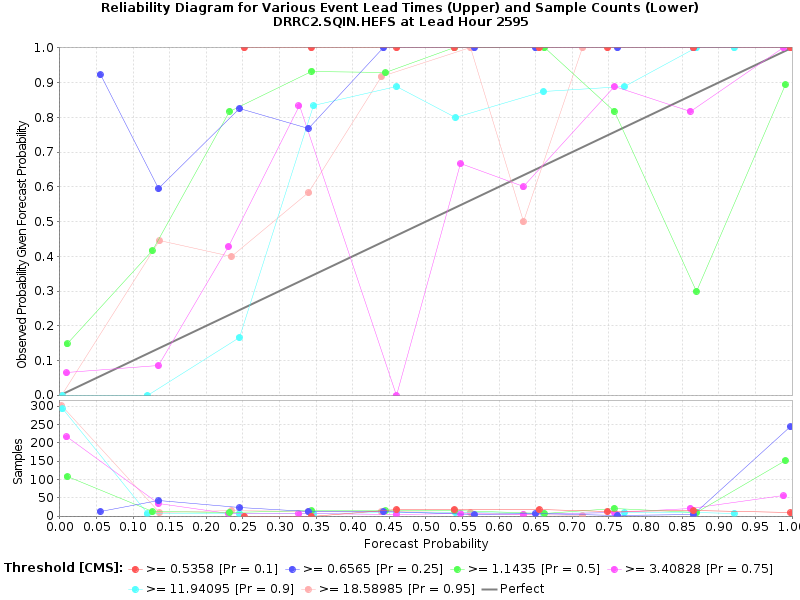 Reliability Diagram for Various Event Lead Times (Upper) and Sample Counts (Lower)
DRRC2.SQIN.HEFS at Lead Hour 2595
Observed Probability Given Forecast Probability
1.0
0.9
0.8
0.7
0.6
0.5
0.4
0.3
0.2
0.1
0.0
Samples
300
250
200
150
100
50
0
0.00 0.05 0.10 0.15 0.20 0.25 0.30 0.35 0.40 0.45 0.50 0.55 0.60 0.65 0.70 0.75 0.80 0.85 0.90 0.95 1.0
Forecast Probability
Threshold [CMS]: >= 0.5358 [Pr = 0.1] >= 0.6565 [Pr = 0.25] >= 1.1435 [Pr = 0.5] >= 3.40828 [Pr = 0.75]
>= 11.94095 [Pr = 0.9] >= 18.58985 [Pr = 0.95] Perfect